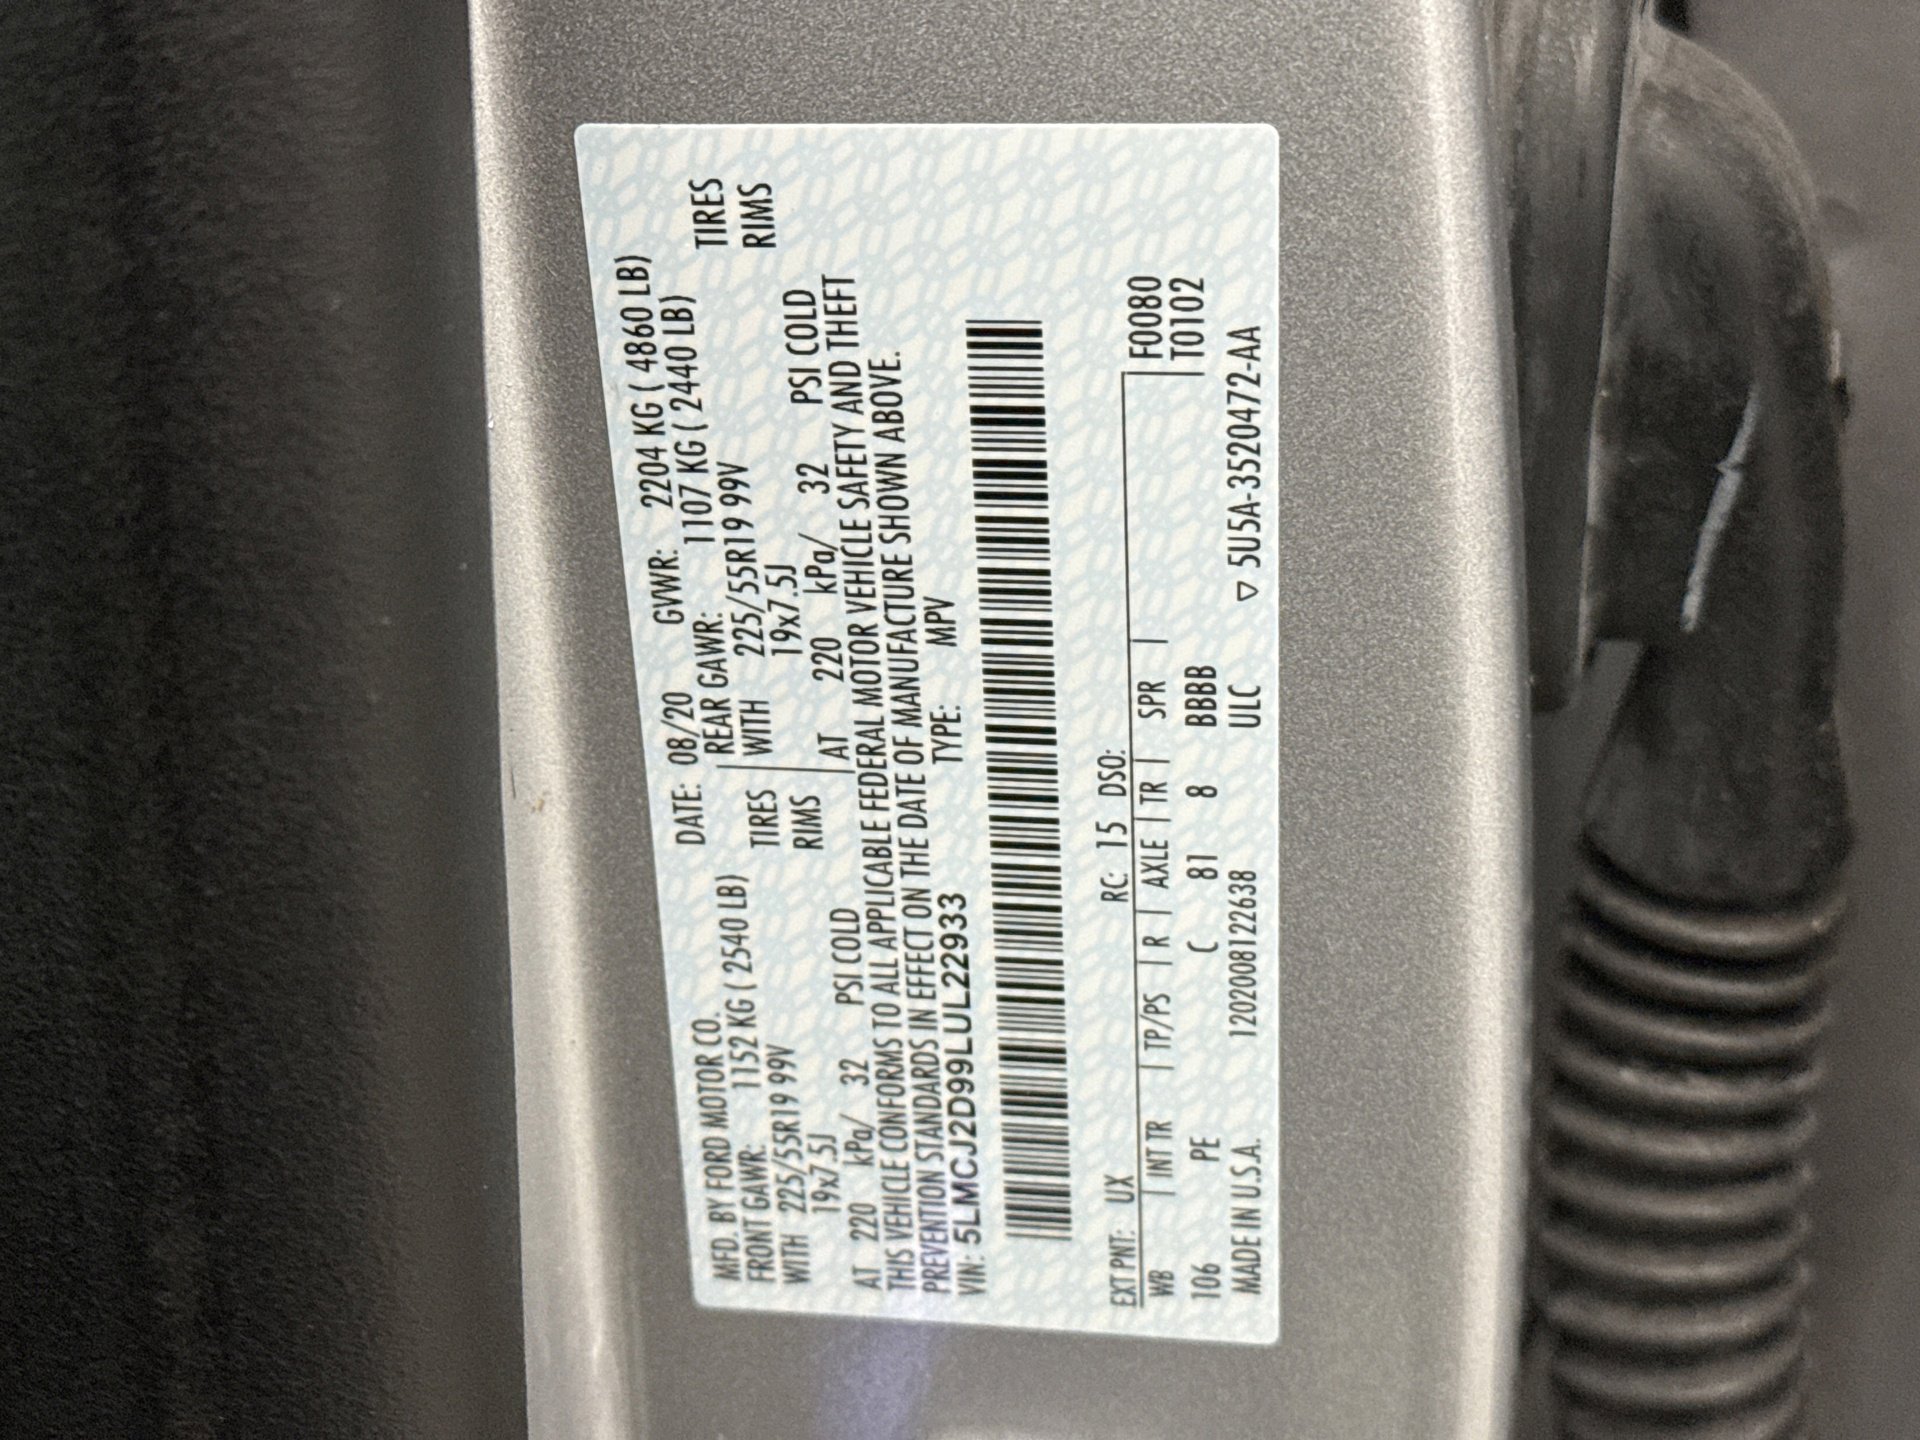 MFD. BY FORD MOTOR CO. DATE: 08/20 GVWR: 2204 KG ( 4860 LB)
FRONT GAWR: 1152 KG ( 2540 LB) REAR GAWR: 1107 KG ( 2440 LB)
WITH 225/55R19 99V TIRES WITH 225/55R19 99V TIRES
19x7.5J RIMS 19x7.5J RIMS
AT 220 kPa/ 32 PSI COLD AT 220 kPa/ 32 PSI COLD
THIS VEHICLE CONFORMS TO ALL APPLICABLE FEDERAL MOTOR VEHICLE SAFETY AND THEFT
PREVENTION STANDARDS IN EFFECT ON THE DATE OF MANUFACTURE SHOWN ABOVE.
VIN: 5LMCJ2D99LUL22933 TYPE: MPV
EXT PNT: UX RC: 15 DSO: F0080
WB | INT TR | TP/PS | R | AXLE | TR | SPR | T0102
106 PE C 81 8 BBBB
MADE IN U.S.A. 12020081122638 ULC ▽ 5U5A-3520472-AA